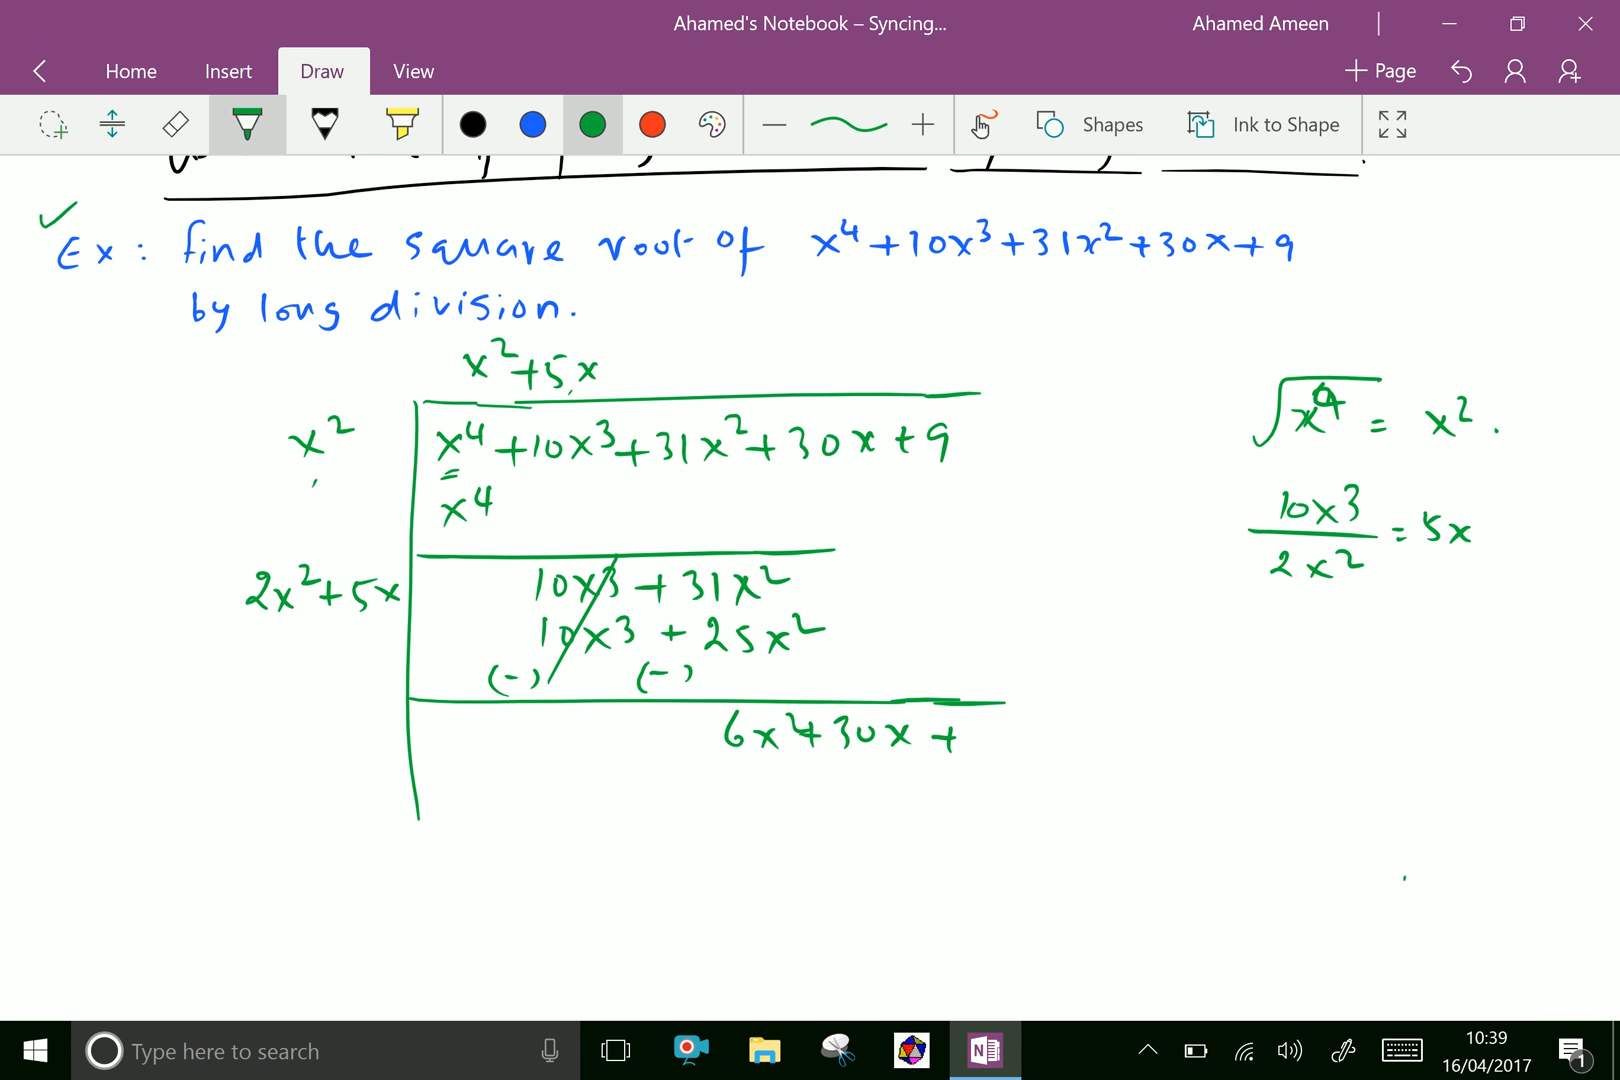 Ahamed's Notebook – Syncing...
Ahamed Ameen
Home Insert Draw View
Page
Shapes
Ink to Shape
Ex: find the square root of x⁴+10x³+31x²+30x+9
by long division.
x²+5x
x²
x⁴+10x³+31x²+30x+9
x⁴
2x²+5x
10x³+31x²
10x³+25x²
(-) (-)
6x²+30x+
√x⁴ = x².
10x³
2x²
=5x
Type here to search
10:39
16/04/2017
1